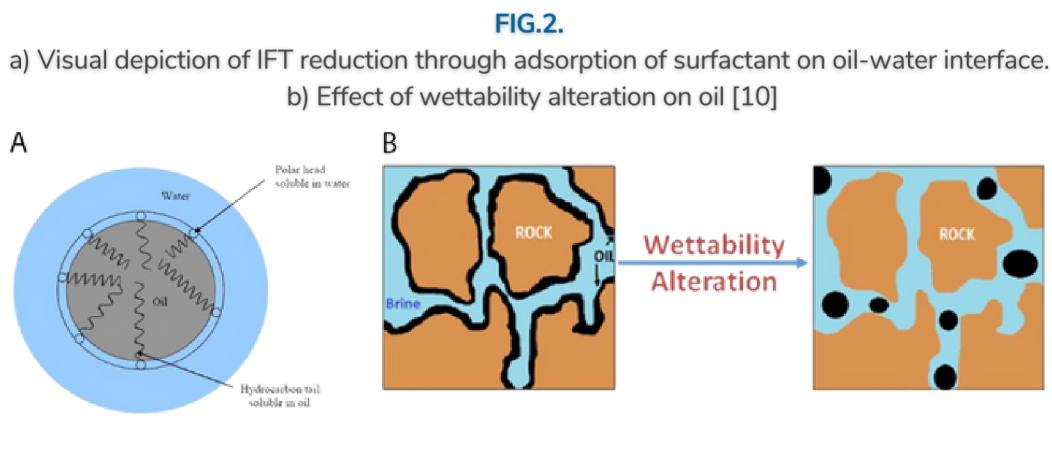 FIG.2.
a) Visual depiction of IFT reduction through adsorption of surfactant on oil-water interface.
b) Effect of wettability alteration on oil [10]
A
Polar head
soluble in water
Water
Oil
Hydrocarbon tail
soluble in oil
B
ROCK
OIL
Brine
Wettability
Alteration
ROCK